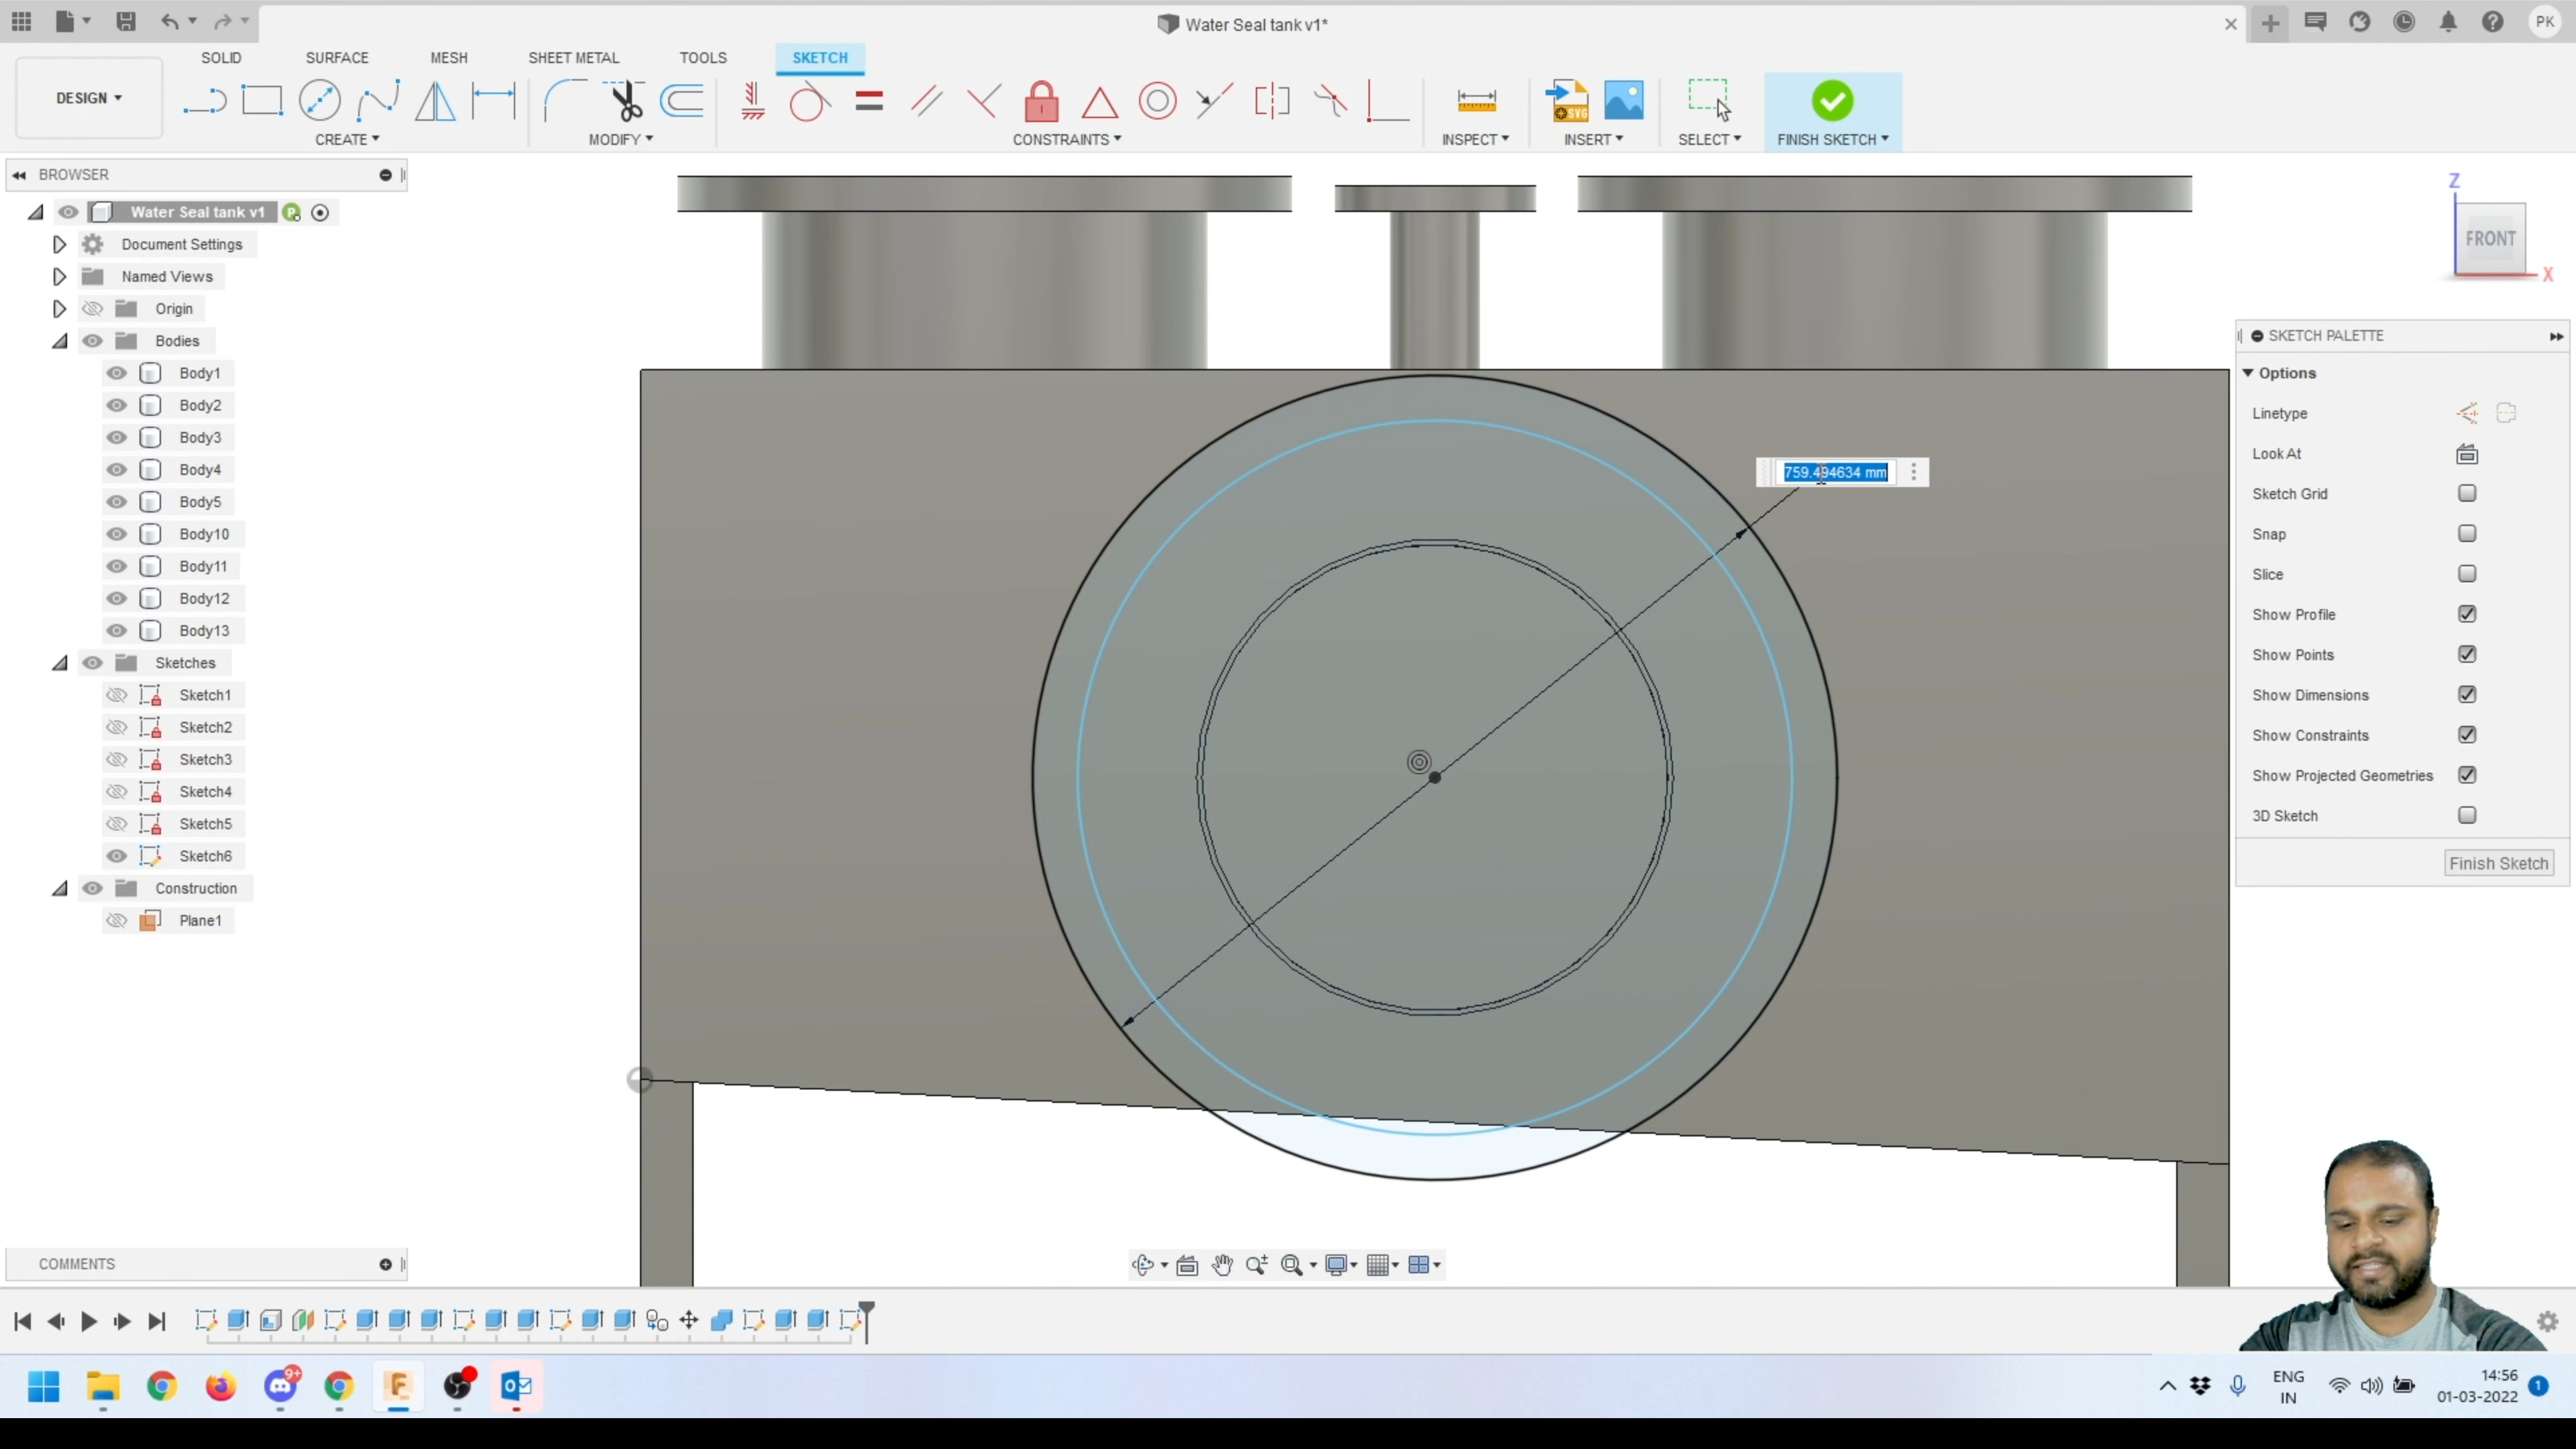 Water Seal tank v1*
PK
SOLID SURFACE MESH SHEET METAL TOOLS SKETCH
DESIGN
CREATE MODIFY CONSTRAINTS INSPECT INSERT SELECT FINISH SKETCH
SVG
BROWSER
Water Seal tank v1
Document Settings
Named Views
Origin
Bodies
Body1
Body2
Body3
Body4
Body5
Body10
Body11
Body12
Body13
Sketches
Sketch1
Sketch2
Sketch3
Sketch4
Sketch5
Sketch6
Construction
Plane1
759.494634 mm
Z
FRONT
X
SKETCH PALETTE
Options
Linetype
Look At
Sketch Grid
Snap
Slice
Show Profile
Show Points
Show Dimensions
Show Constraints
Show Projected Geometries
3D Sketch
Finish Sketch
COMMENTS
9+
ENG
IN
14:56
01-03-2022
1